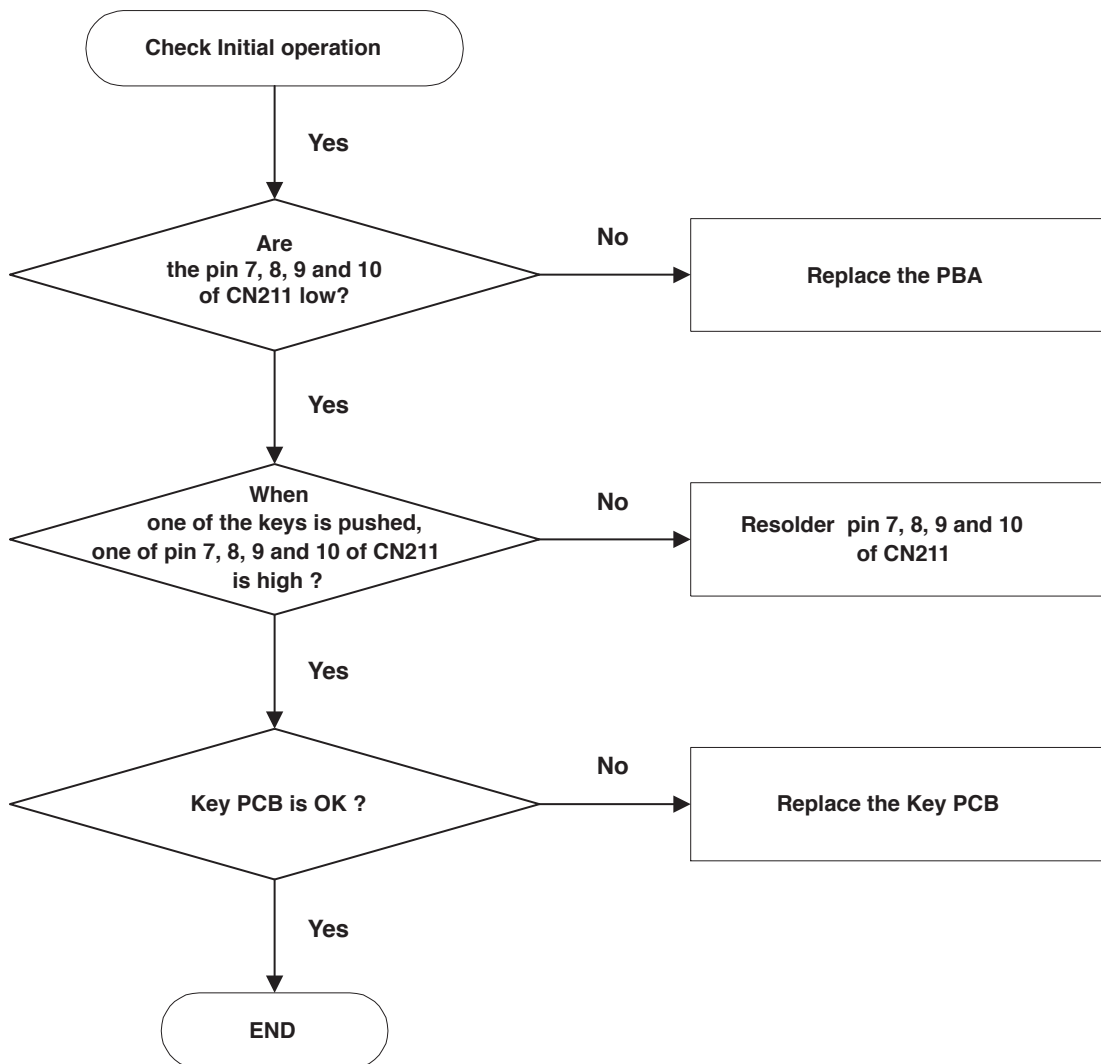 Check Initial operation
Yes
Are
the pin 7, 8, 9 and 10
of CN211 low?
No
Replace the PBA
Yes
When
one of the keys is pushed,
one of pin 7, 8, 9 and 10 of CN211
is high ?
No
Resolder pin 7, 8, 9 and 10
of CN211
Yes
Key PCB is OK ?
No
Replace the Key PCB
Yes
END